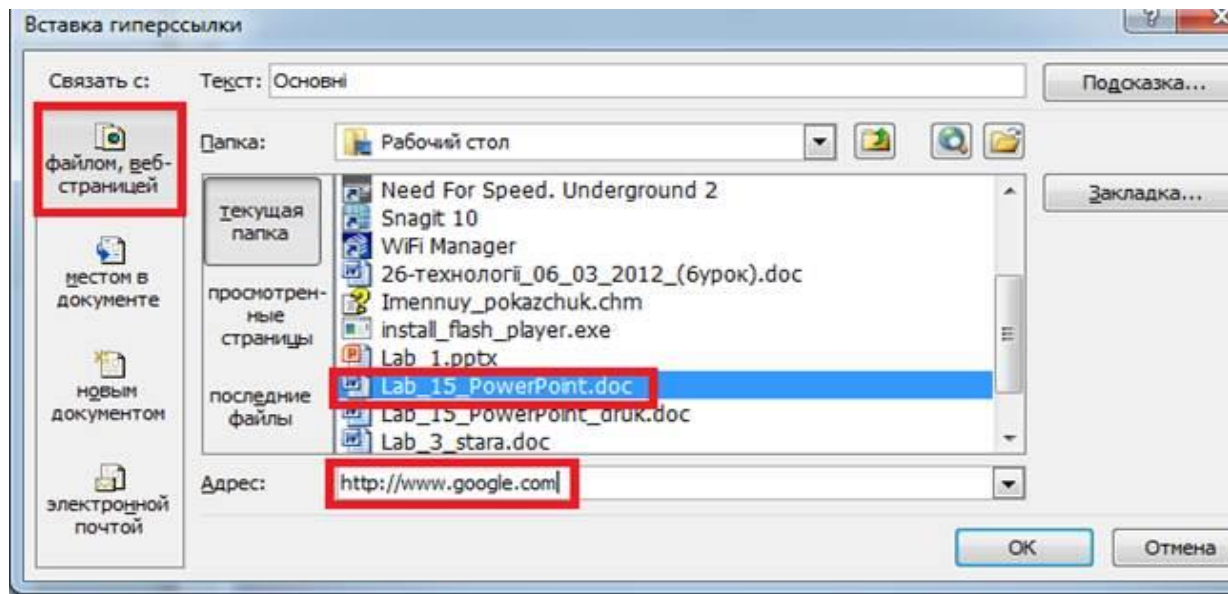 Вставка гиперссылки
Связать с:
Текст: Основні
Подсказка...
файлом, веб-
страницей
Папка:
Рабочий стол
текущая
папка
Need For Speed. Underground 2
Snagit 10
WiFi Manager
26-технології_06_03_2012_(6урок).doc
Imennuy_pokazchuk.chm
install_flash_player.exe
Lab_1.pptx
Lab_15_PowerPoint.doc
Lab_15_PowerPoint_druk.doc
Lab_3_stara.doc
Закладка...
местом в
документе
просмотрен-
ные
страницы
новым
документом
последние
файлы
Адрес:
http://www.google.com
электронной
почтой
ОК
Отмена